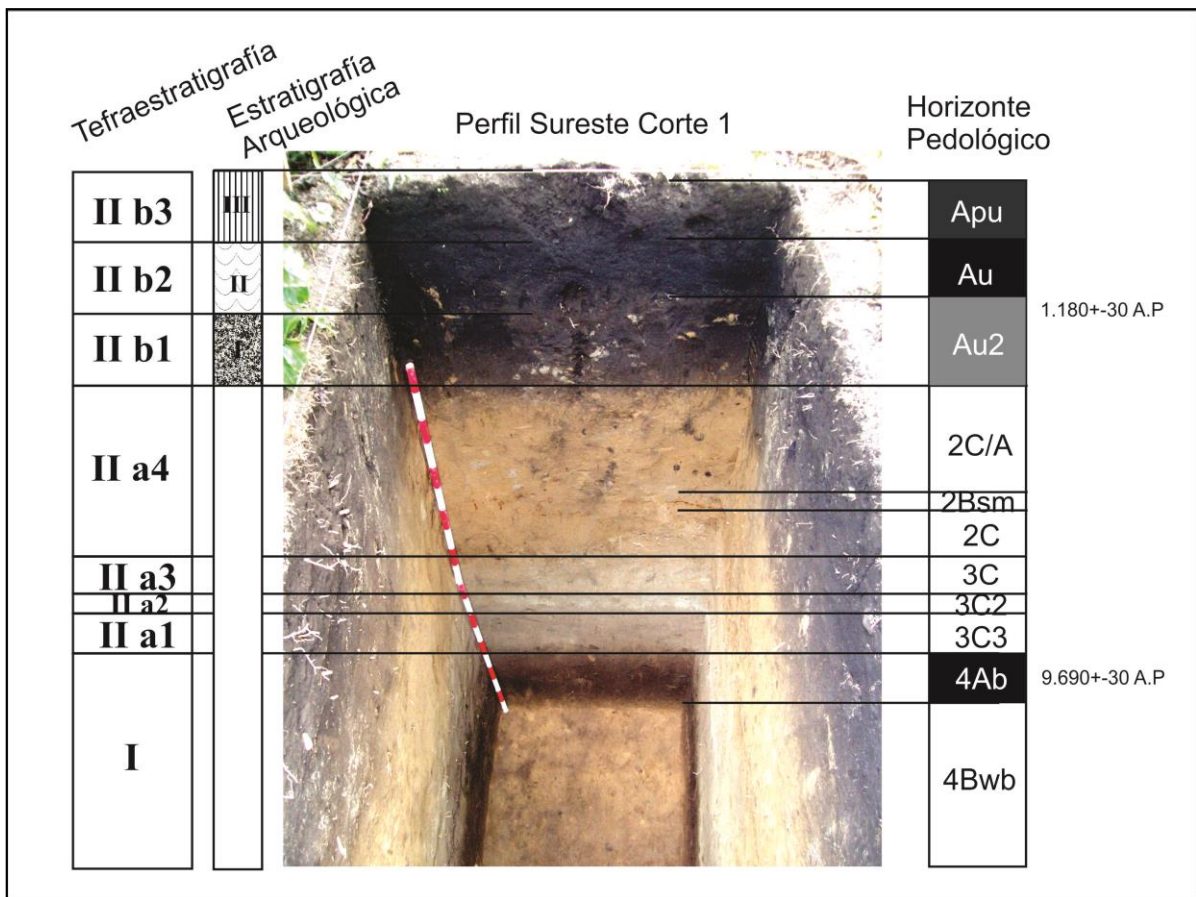 Tefraestratigrafía
Estratigrafía
Arqueológica
Perfil Sureste Corte 1
Horizonte
Pedológico
II b3
III
Apu
II b2
II
Au
1.180+-30 A.P
II b1
I
Au2
II a4
2C/A
2Bsm
2C
II a3
3C
II a2
3C2
II a1
3C3
4Ab
9.690+-30 A.P
I
4Bwb